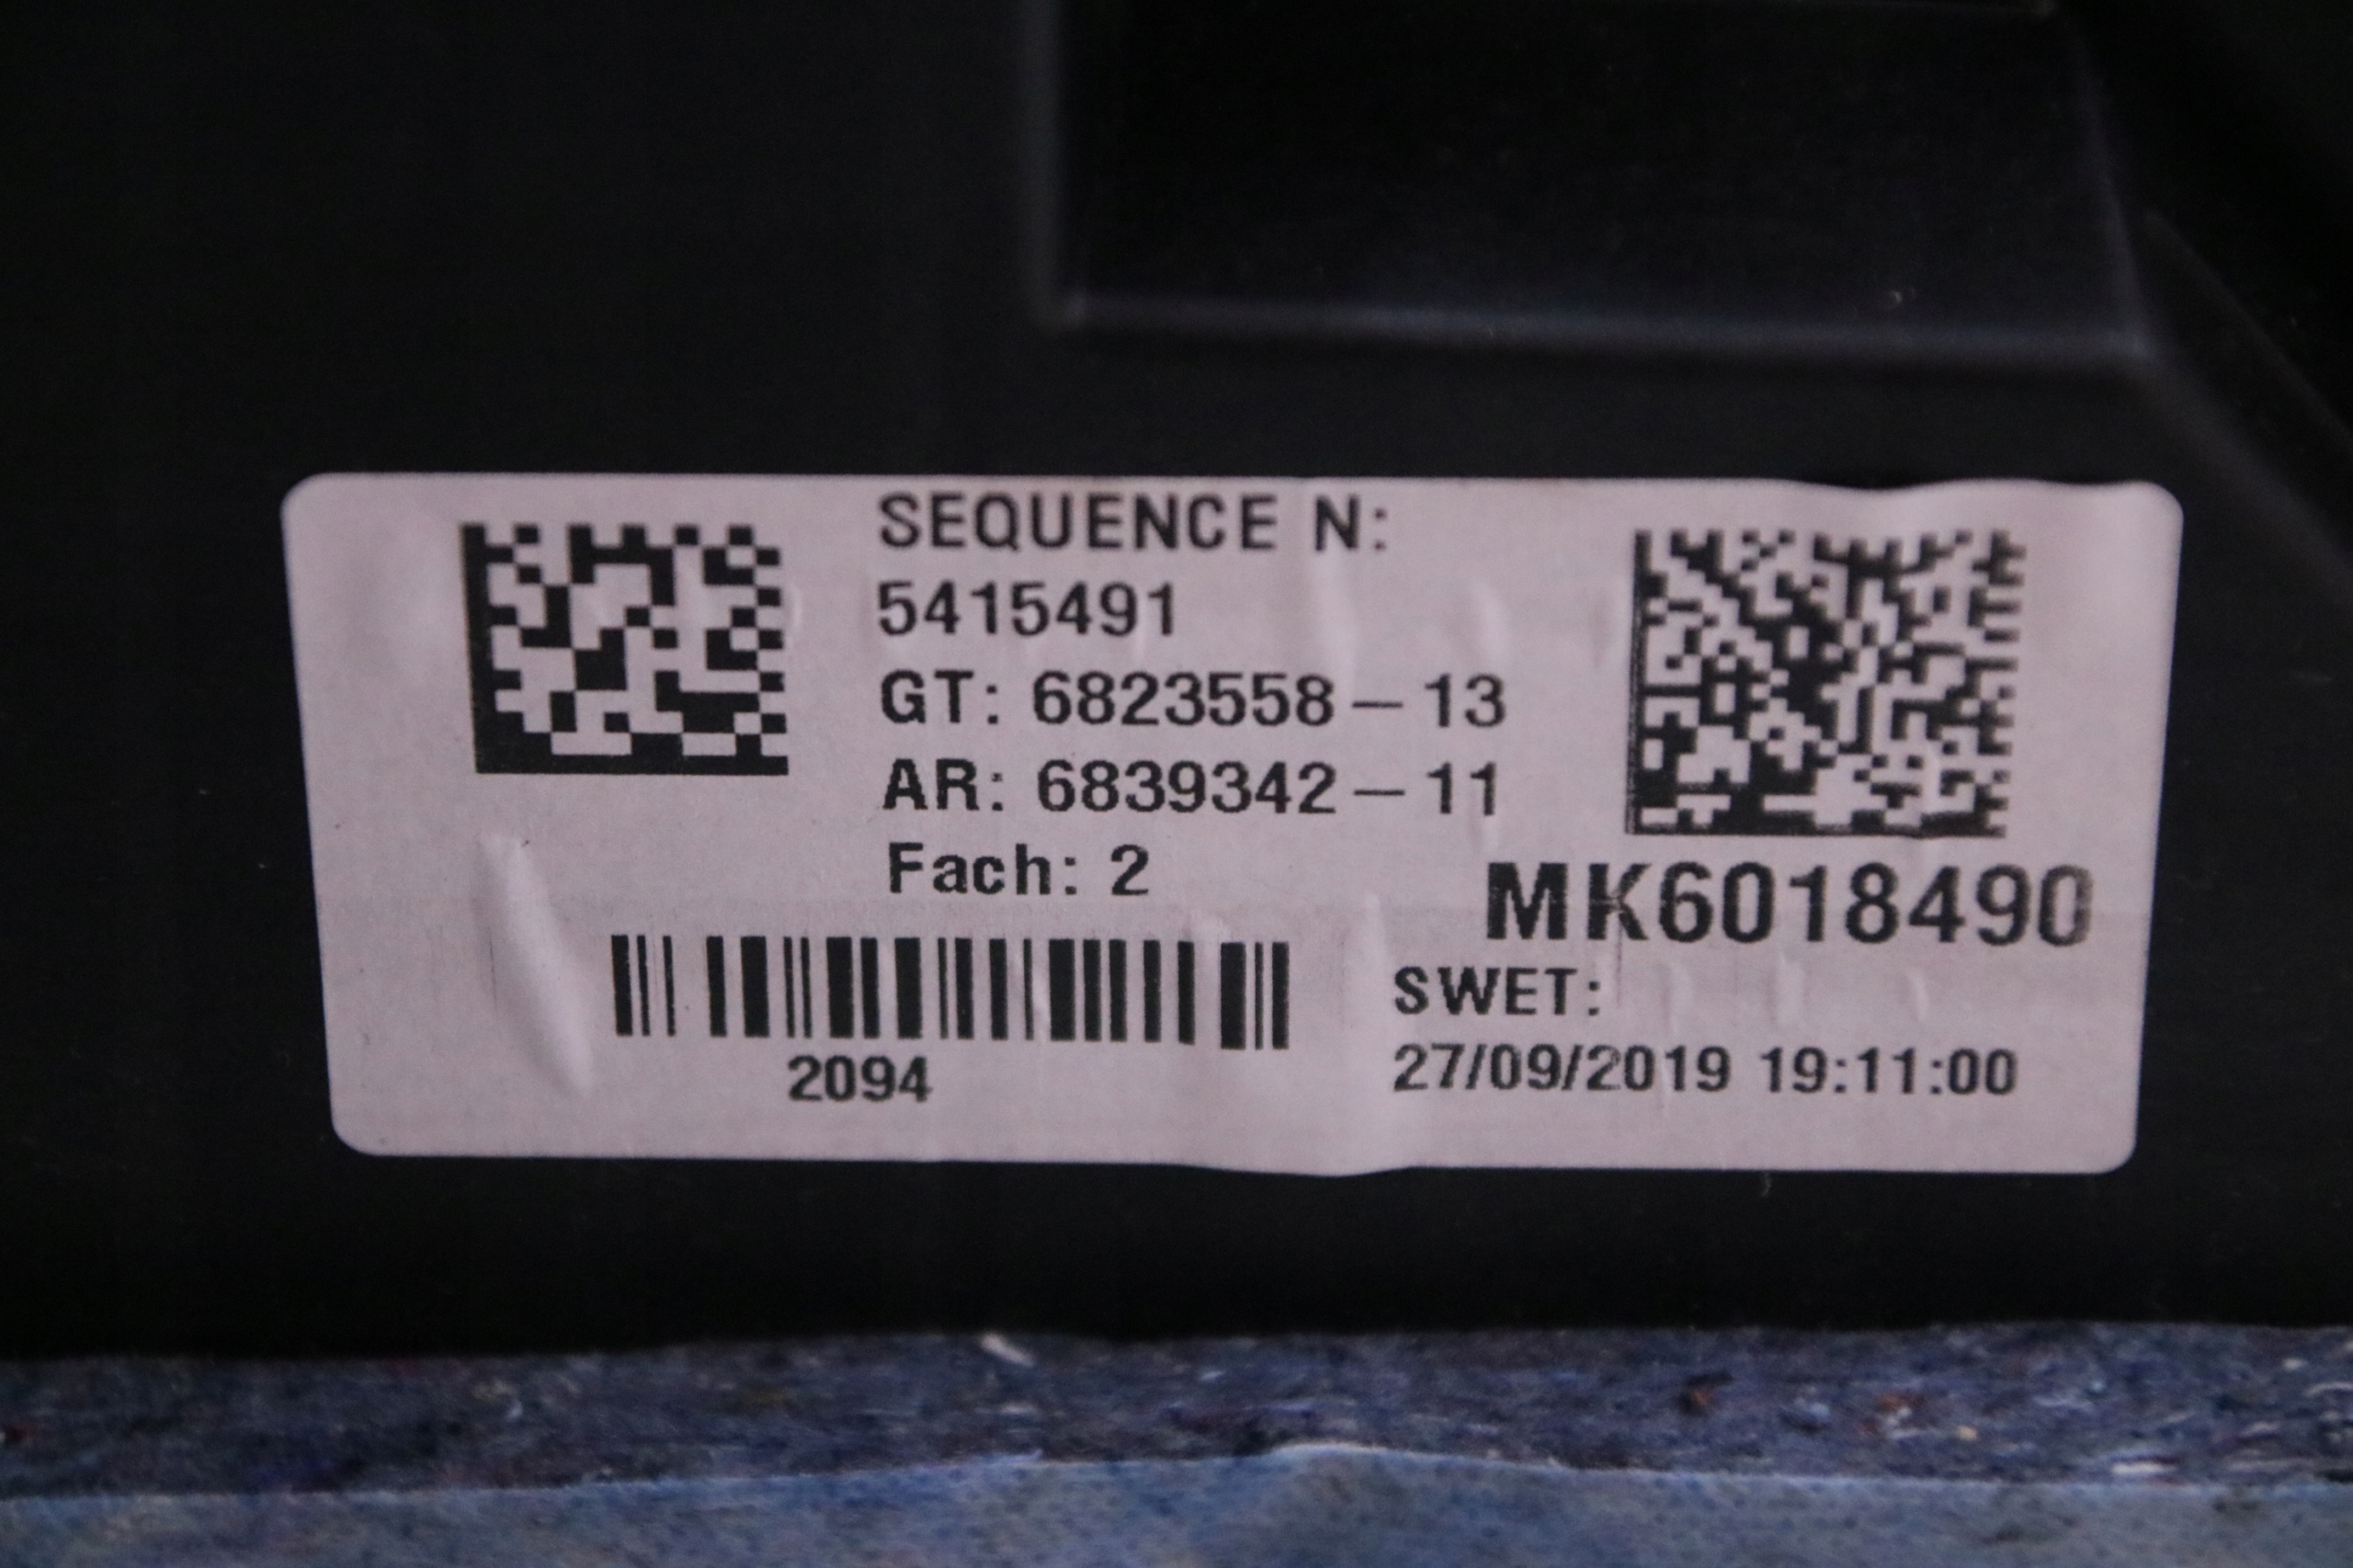 SEQUENCE N:
5415491
GT: 6823558-13
AR: 6839342-11
Fach: 2
MK6018490
SWET:
27/09/2019 19:11:00
2094